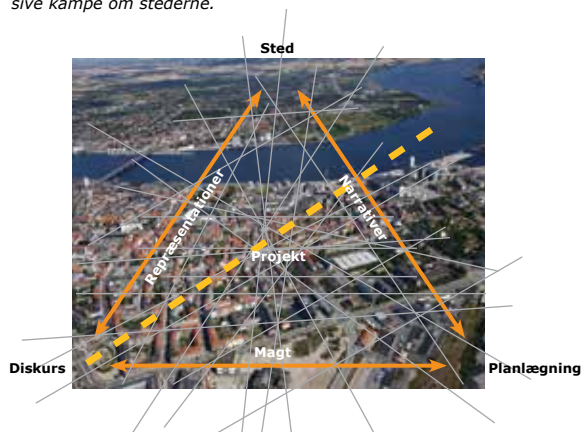 sive kampe om stederne.
Sted
Repræsentationer
Narrativer
Projekt
Magt
Diskurs
Planlægning